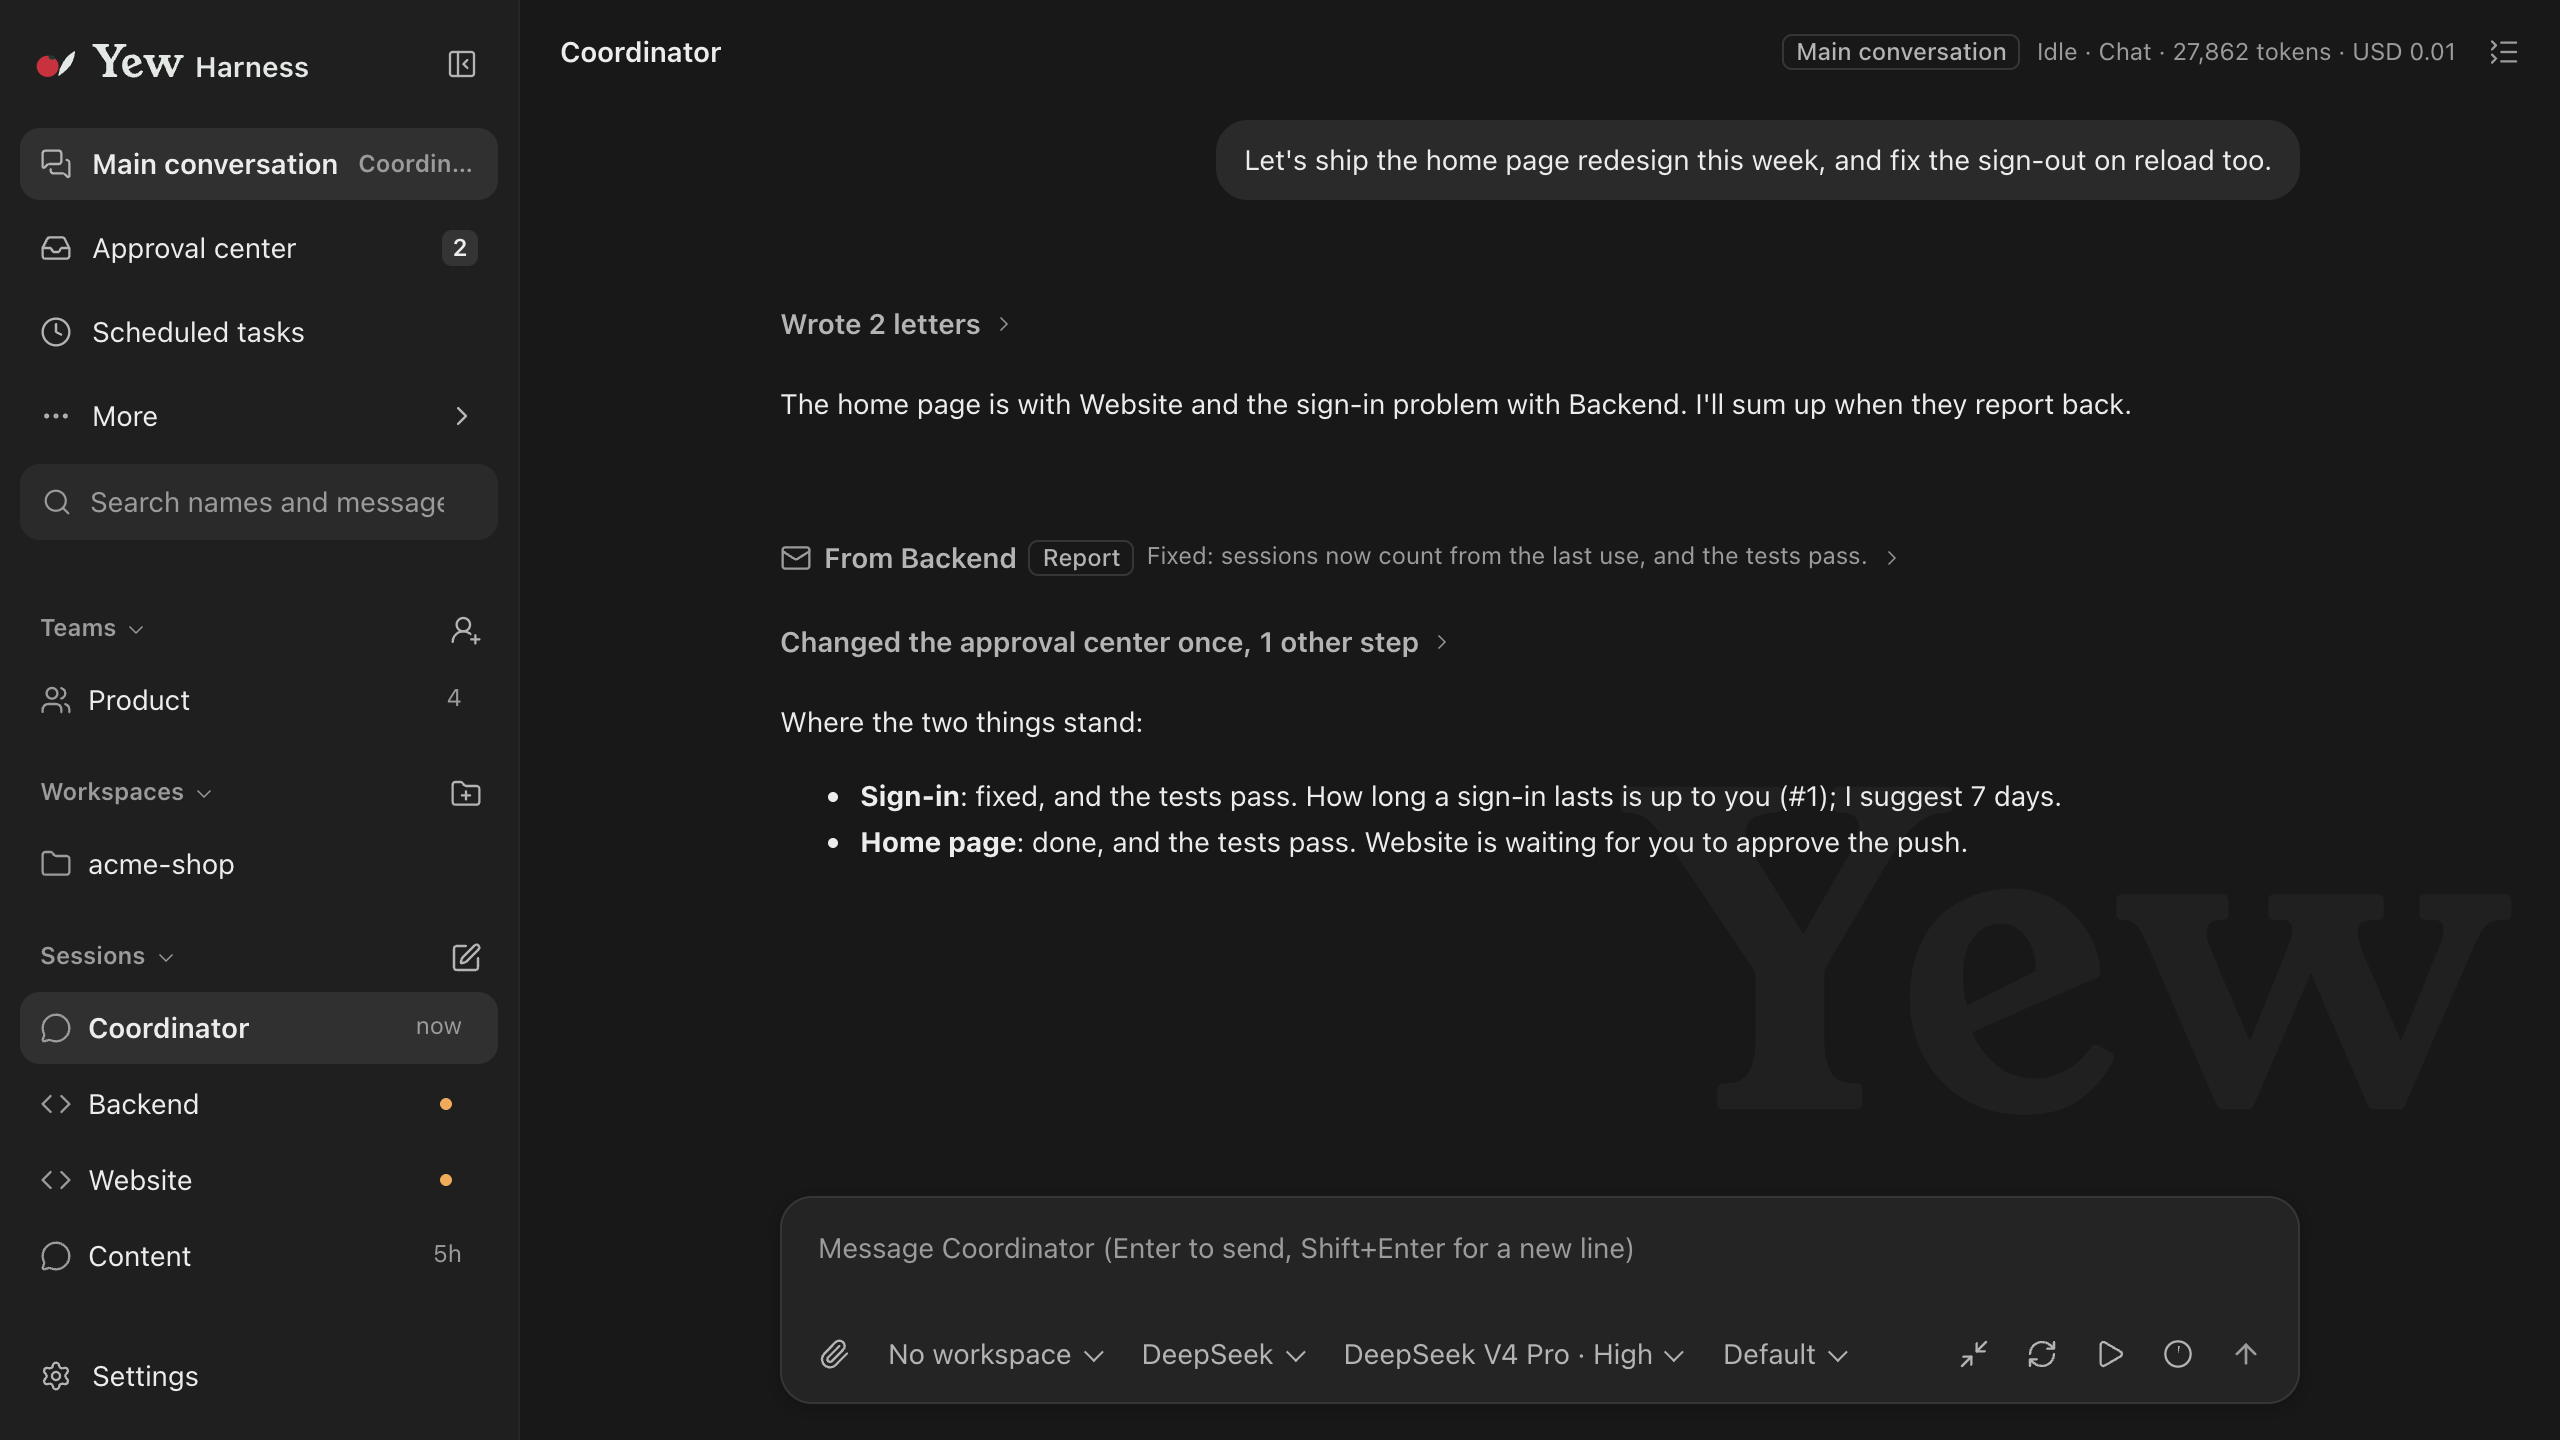 Yew Harness
Main conversation Coordin...
Approval center 2
Scheduled tasks
More
Search names and message
Teams
Product 4
Workspaces
acme-shop
Sessions
Coordinator now
Backend
Website
Content 5h
Settings
Coordinator
Main conversation Idle · Chat · 27,862 tokens · USD 0.01
Let's ship the home page redesign this week, and fix the sign-out on reload too.
Wrote 2 letters
The home page is with Website and the sign-in problem with Backend. I'll sum up when they report back.
From Backend Report Fixed: sessions now count from the last use, and the tests pass.
Changed the approval center once, 1 other step
Where the two things stand:
• Sign-in: fixed, and the tests pass. How long a sign-in lasts is up to you (#1); I suggest 7 days.
• Home page: done, and the tests pass. Website is waiting for you to approve the push.
Yew
Message Coordinator (Enter to send, Shift+Enter for a new line)
No workspace DeepSeek DeepSeek V4 Pro · High Default